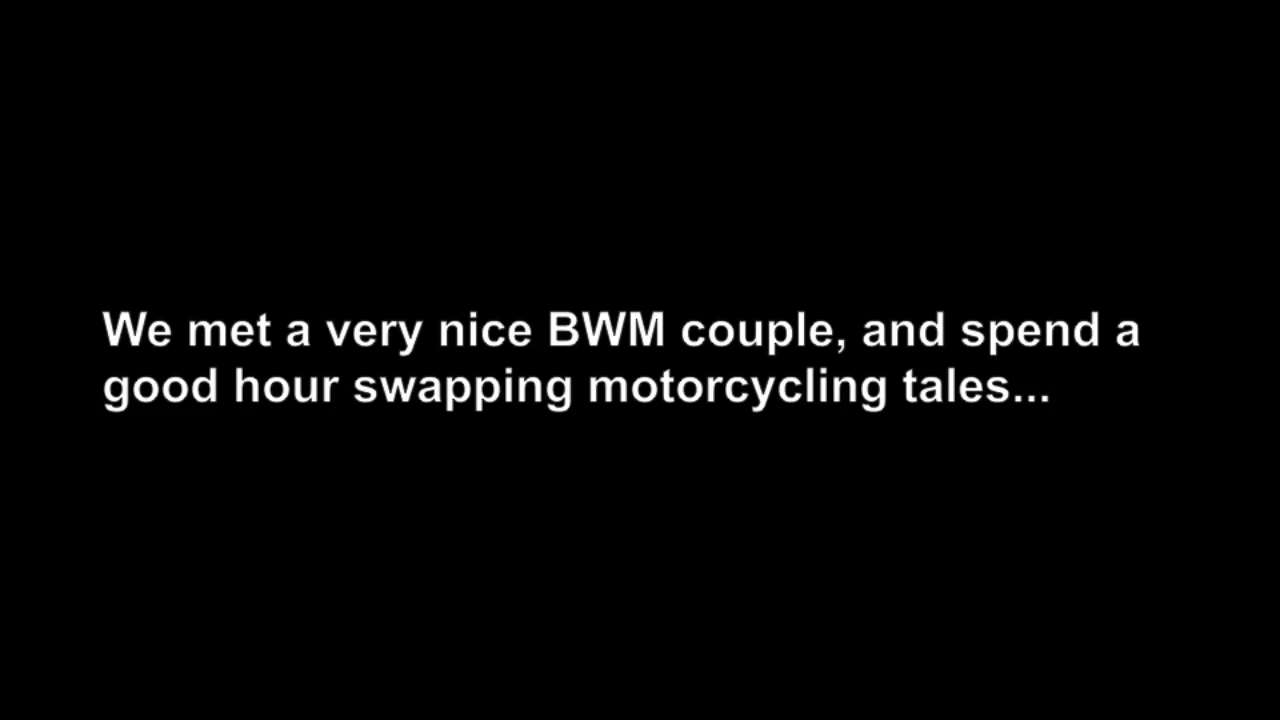 We met a very nice BWM couple, and spend a
good hour swapping motorcycling tales...